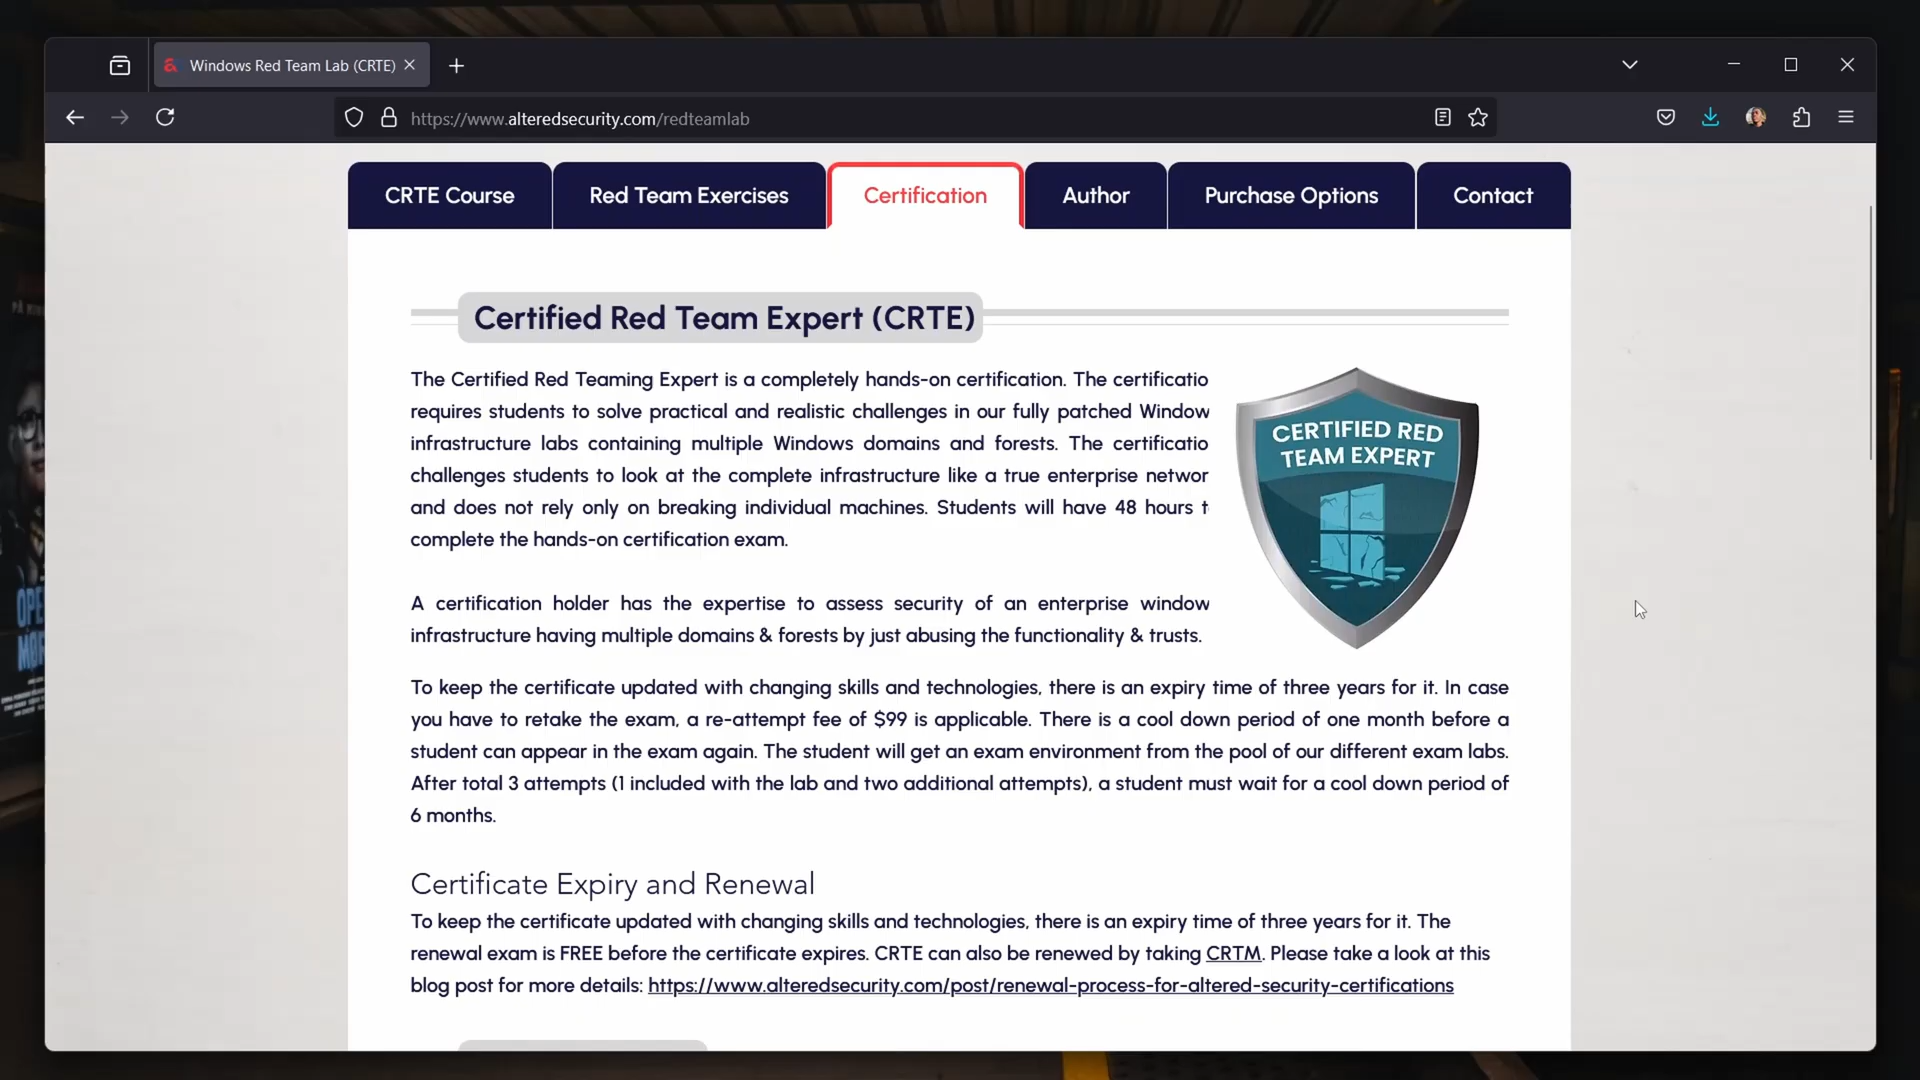 Windows Red Team Lab (CRTE)
https://www.alteredsecurity.com/redteamlab
CRTE Course
Red Team Exercises
Certification
Author
Purchase Options
Contact
Certified Red Team Expert (CRTE)
The Certified Red Teaming Expert is a completely hands-on certification. The certificatio
requires students to solve practical and realistic challenges in our fully patched Window
infrastructure labs containing multiple Windows domains and forests. The certificatio
challenges students to look at the complete infrastructure like a true enterprise networ
and does not rely only on breaking individual machines. Students will have 48 hours t
complete the hands-on certification exam.
CERTIFIED RED
TEAM EXPERT
A certification holder has the expertise to assess security of an enterprise window
infrastructure having multiple domains & forests by just abusing the functionality & trusts.
To keep the certificate updated with changing skills and technologies, there is an expiry time of three years for it. In case
you have to retake the exam, a re-attempt fee of $99 is applicable. There is a cool down period of one month before a
student can appear in the exam again. The student will get an exam environment from the pool of our different exam labs.
After total 3 attempts (1 included with the lab and two additional attempts), a student must wait for a cool down period of
6 months.
Certificate Expiry and Renewal
To keep the certificate updated with changing skills and technologies, there is an expiry time of three years for it. The
renewal exam is FREE before the certificate expires. CRTE can also be renewed by taking CRTM. Please take a look at this
blog post for more details: https://www.alteredsecurity.com/post/renewal-process-for-altered-security-certifications